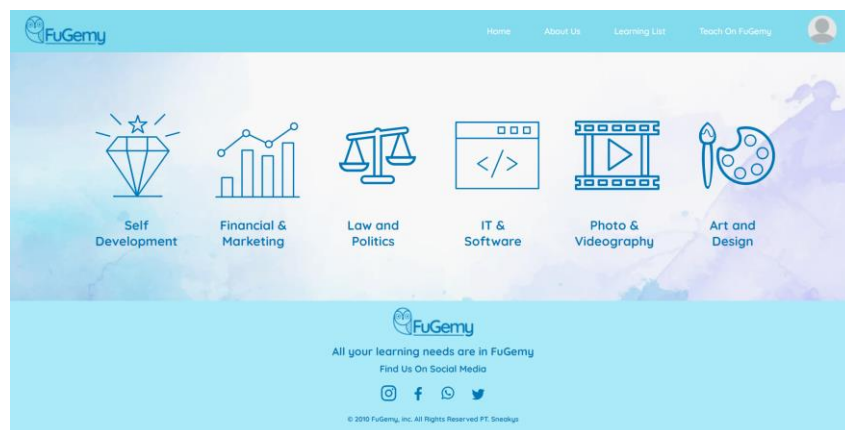 FuGemy
Home About Us Learning List Teach On FuGemy
Self
Development
Financial &
Marketing
Law and
Politics
</>
IT &
Software
Photo &
Videography
Art and
Design
FuGemy
All your learning needs are in FuGemy
Find Us On Social Media
© 2010 FuGemy, inc. All Rights Reserved PT. Sneakys